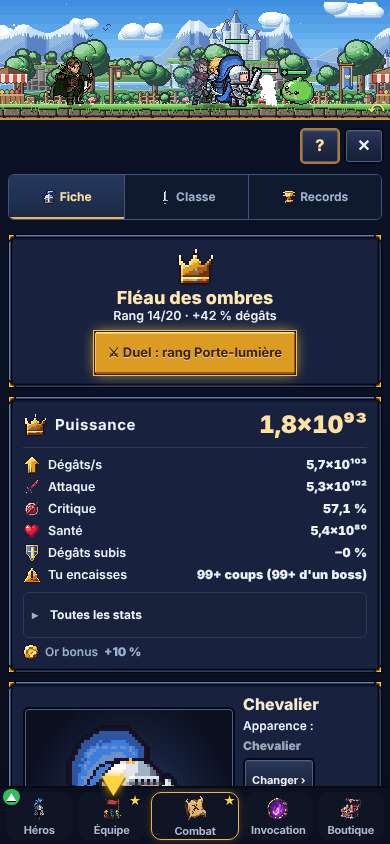 ?
×
Fiche
Classe
Records
Fléau des ombres
Rang 14/20 · +42 % dégâts
⚔ Duel : rang Porte-lumière
Puissance 1,8×10⁹³
Dégâts/s 5,7×10¹⁰³
Attaque 5,3×10¹⁰²
Critique 57,1 %
Santé 5,4×10⁸⁰
Dégâts subis −0 %
Tu encaisses 99+ coups (99+ d'un boss)
▸ Toutes les stats
Or bonus +10 %
Chevalier
Apparence :
Chevalier
Changer ›
Héros
Équipe
Combat
Invocation
Boutique